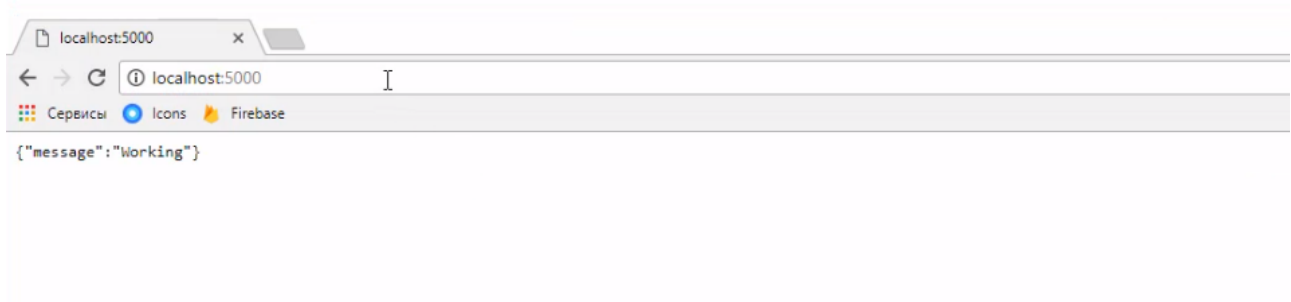 localhost:5000
localhost:5000
Сервисы Icons Firebase
{"message":"Working"}